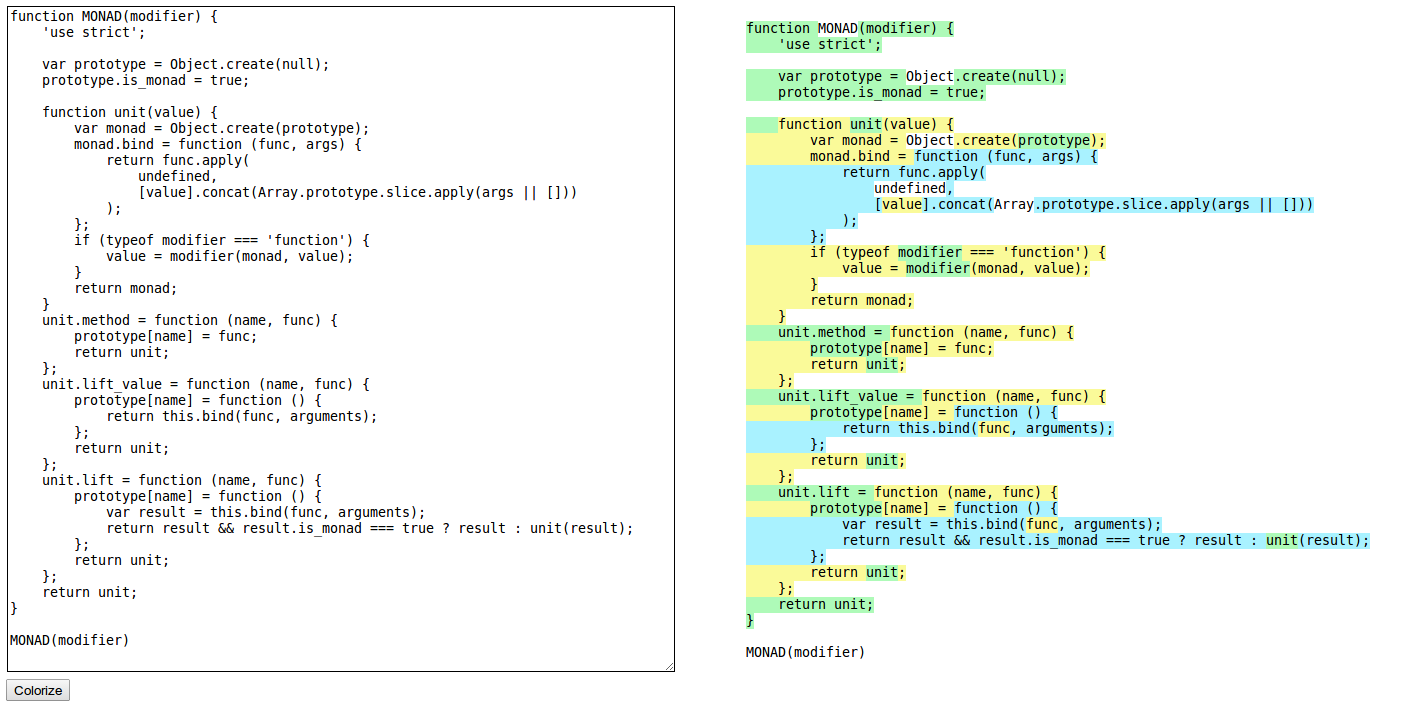 function MONAD(modifier) {
    'use strict';

    var prototype = Object.create(null);
    prototype.is_monad = true;

    function unit(value) {
        var monad = Object.create(prototype);
        monad.bind = function (func, args) {
            return func.apply(
                undefined,
                [value].concat(Array.prototype.slice.apply(args || []))
            );
        };
        if (typeof modifier === 'function') {
            value = modifier(monad, value);
        }
        return monad;
    }
    unit.method = function (name, func) {
        prototype[name] = func;
        return unit;
    };
    unit.lift_value = function (name, func) {
        prototype[name] = function () {
            return this.bind(func, arguments);
        };
        return unit;
    };
    unit.lift = function (name, func) {
        prototype[name] = function () {
            var result = this.bind(func, arguments);
            return result && result.is_monad === true ? result : unit(result);
        };
        return unit;
    };
    return unit;
}

MONAD(modifier)
Colorize
function MONAD(modifier) {
    'use strict';

    var prototype = Object.create(null);
    prototype.is_monad = true;

    function unit(value) {
        var monad = Object.create(prototype);
        monad.bind = function (func, args) {
            return func.apply(
                undefined,
                [value].concat(Array.prototype.slice.apply(args || []))
            );
        };
        if (typeof modifier === 'function') {
            value = modifier(monad, value);
        }
        return monad;
    }
    unit.method = function (name, func) {
        prototype[name] = func;
        return unit;
    };
    unit.lift_value = function (name, func) {
        prototype[name] = function () {
            return this.bind(func, arguments);
        };
        return unit;
    };
    unit.lift = function (name, func) {
        prototype[name] = function () {
            var result = this.bind(func, arguments);
            return result && result.is_monad === true ? result : unit(result);
        };
        return unit;
    };
    return unit;
}

MONAD(modifier)